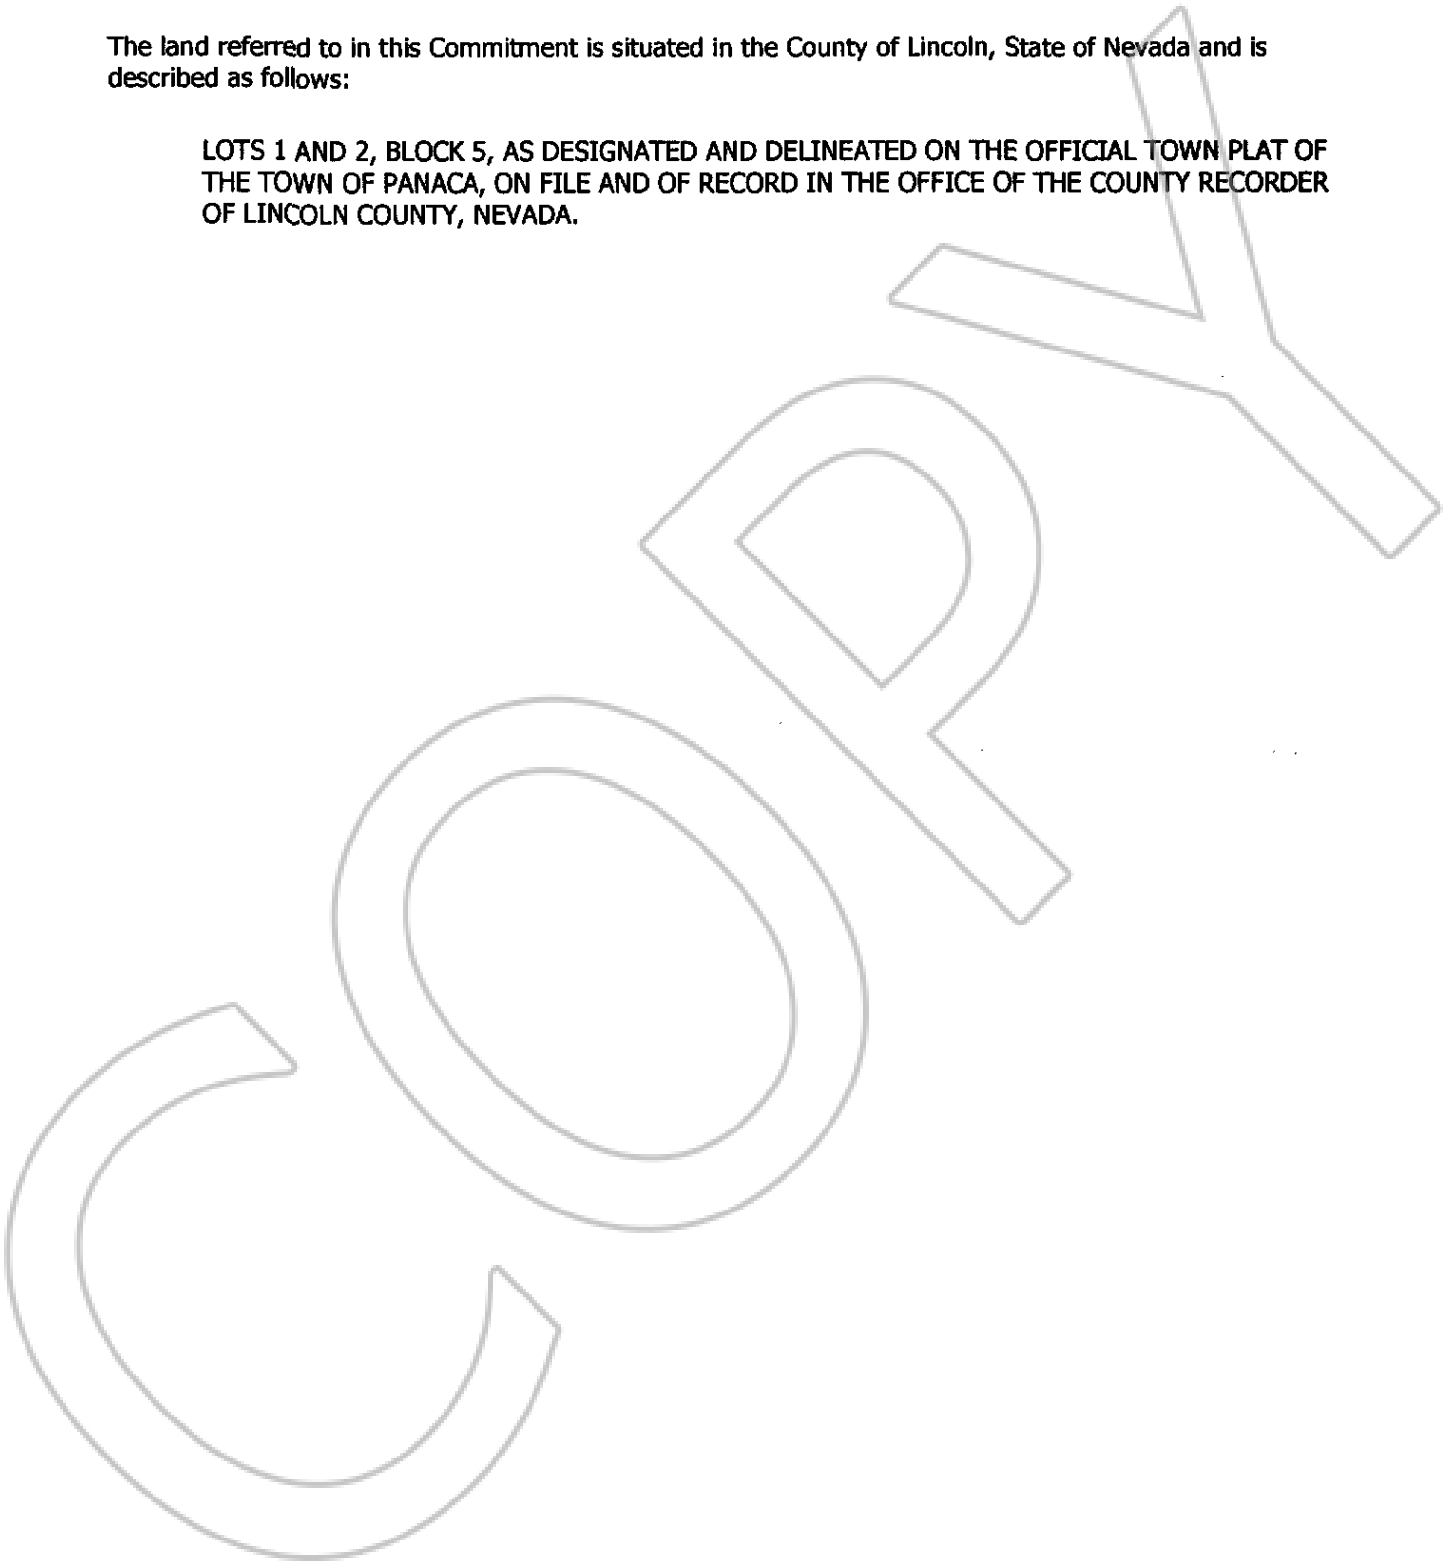 The land referred to in this Commitment is situated in the County of Lincoln, State of Nevada and is
described as follows:
LOTS 1 AND 2, BLOCK 5, AS DESIGNATED AND DELINEATED ON THE OFFICIAL TOWN PLAT OF
THE TOWN OF PANACA, ON FILE AND OF RECORD IN THE OFFICE OF THE COUNTY RECORDER
OF LINCOLN COUNTY, NEVADA.
COPY